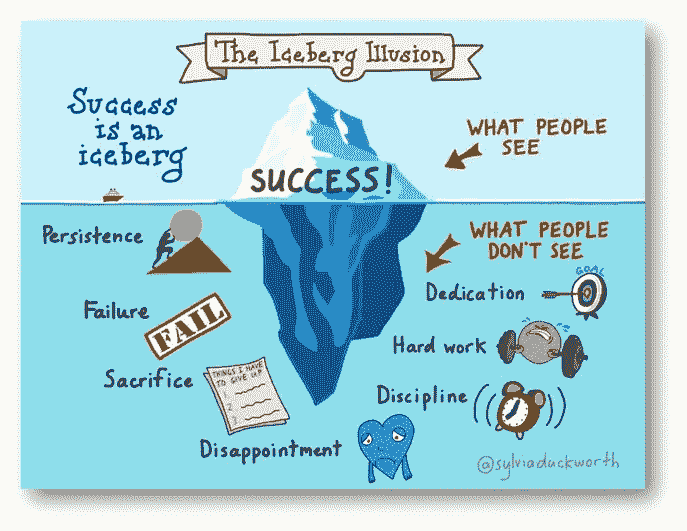 The Iceberg Illusion
Success
is an
iceberg
WHAT PEOPLE
SEE
SUCCESS!
Persistence
WHAT PEOPLE
DON'T SEE
GOAL
Dedication
Failure
FAIL
Hard work
Sacrifice
THINGS I HAVE
TO GIVE UP
1
2
3
Discipline
Disappointment
@sylviaduckworth